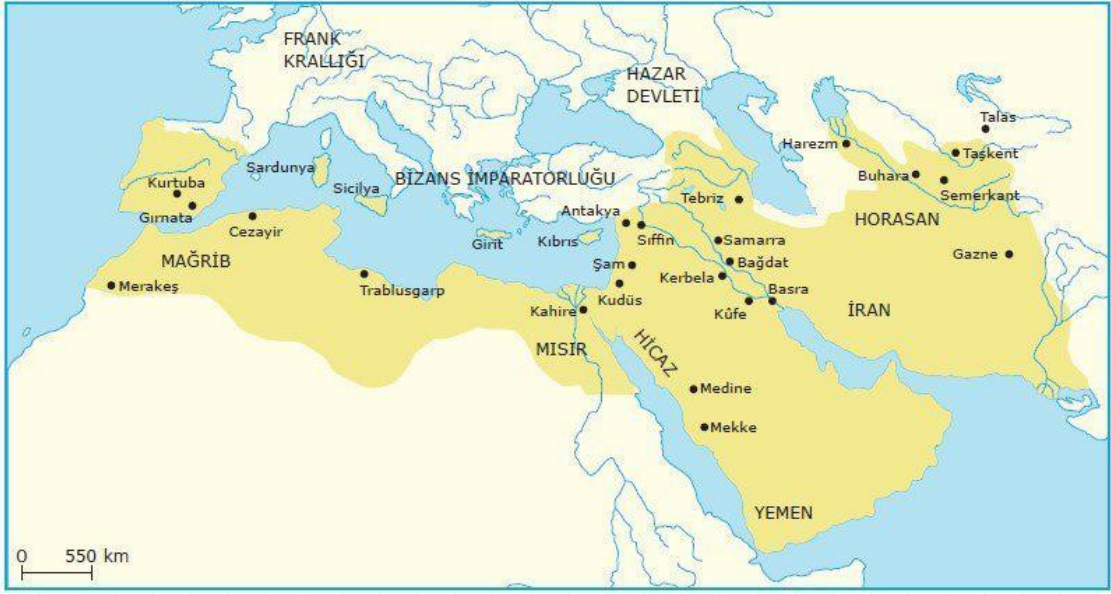 FRANK
KRALLIĞI
HAZAR
DEVLETİ
Talas
Harezm
Taşkent
Sardunya
Kurtuba
Sicilya
BİZANS İMPARATORLUĞU
Buhara
Semerkant
Tebriz
Gırnata
Antakya
HORASAN
Cezayir
Girit
Kıbrıs
Sıffin
Samarra
MAĞRİB
Şam
Bağdat
Gazne
Merakeş
Trablusgarp
Kudüs
Kerbela
Basra
Kahire
Kûfe
İRAN
MISIR
HİCAZ
Medine
Mekke
YEMEN
0 550 km